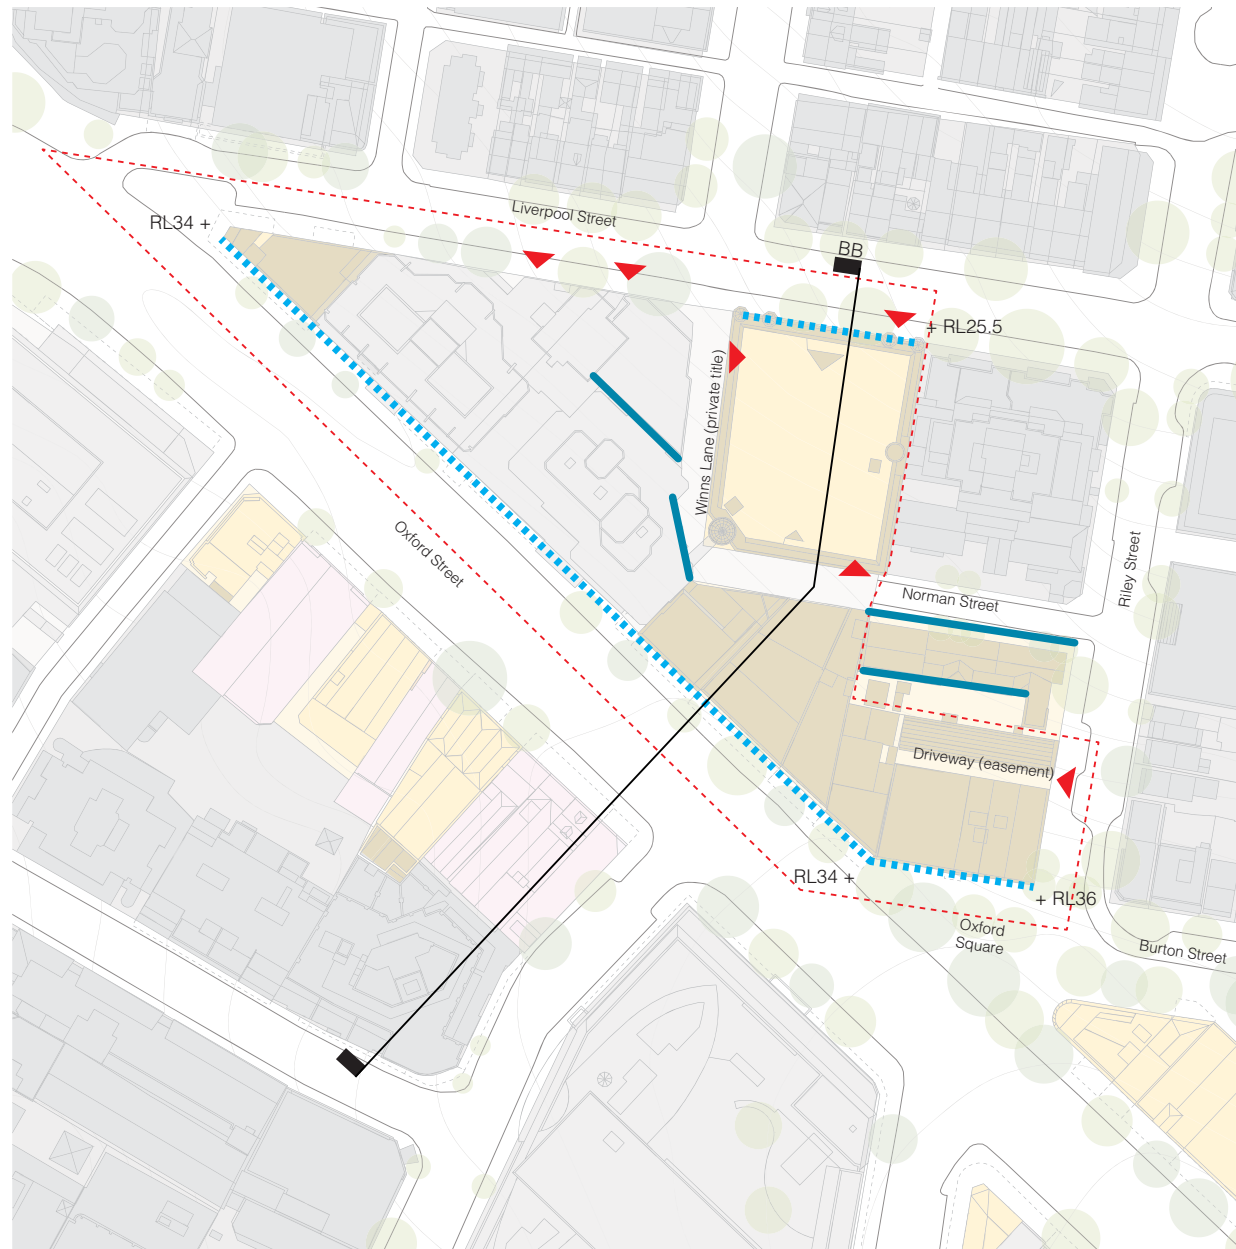 Liverpool Street
RL34 +
BB
+ RL25.5
Winns Lane (private title)
Oxford Street
Riley Street
Norman Street
Driveway (easement)
RL34 +
+ RL36
Oxford
Square
Burton Street